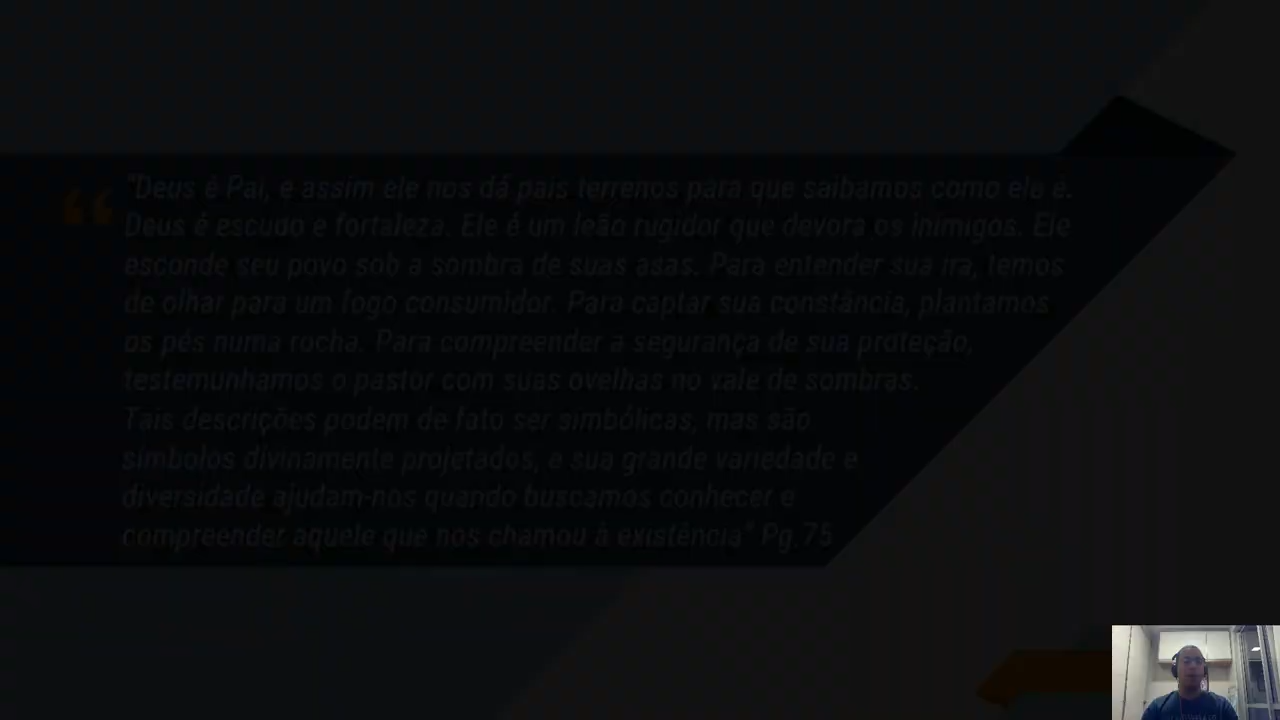 “ "Deus é Pai, e assim ele nos dá pais terrenos para que saibamos como ele é.
Deus é escudo e fortaleza. Ele é um leão rugidor que devora os inimigos. Ele
esconde seu povo sob a sombra de suas asas. Para entender sua ira, temos
de olhar para um fogo consumidor. Para captar sua constância, plantamos
os pés numa rocha. Para compreender a segurança de sua proteção,
testemunhamos o pastor com suas ovelhas no vale de sombras.
Tais descrições podem de fato ser simbólicas, mas são
símbolos divinamente projetados, e sua grande variedade e
diversidade ajudam-nos quando buscamos conhecer e
compreender aquele que nos chamou à existência" Pg.75